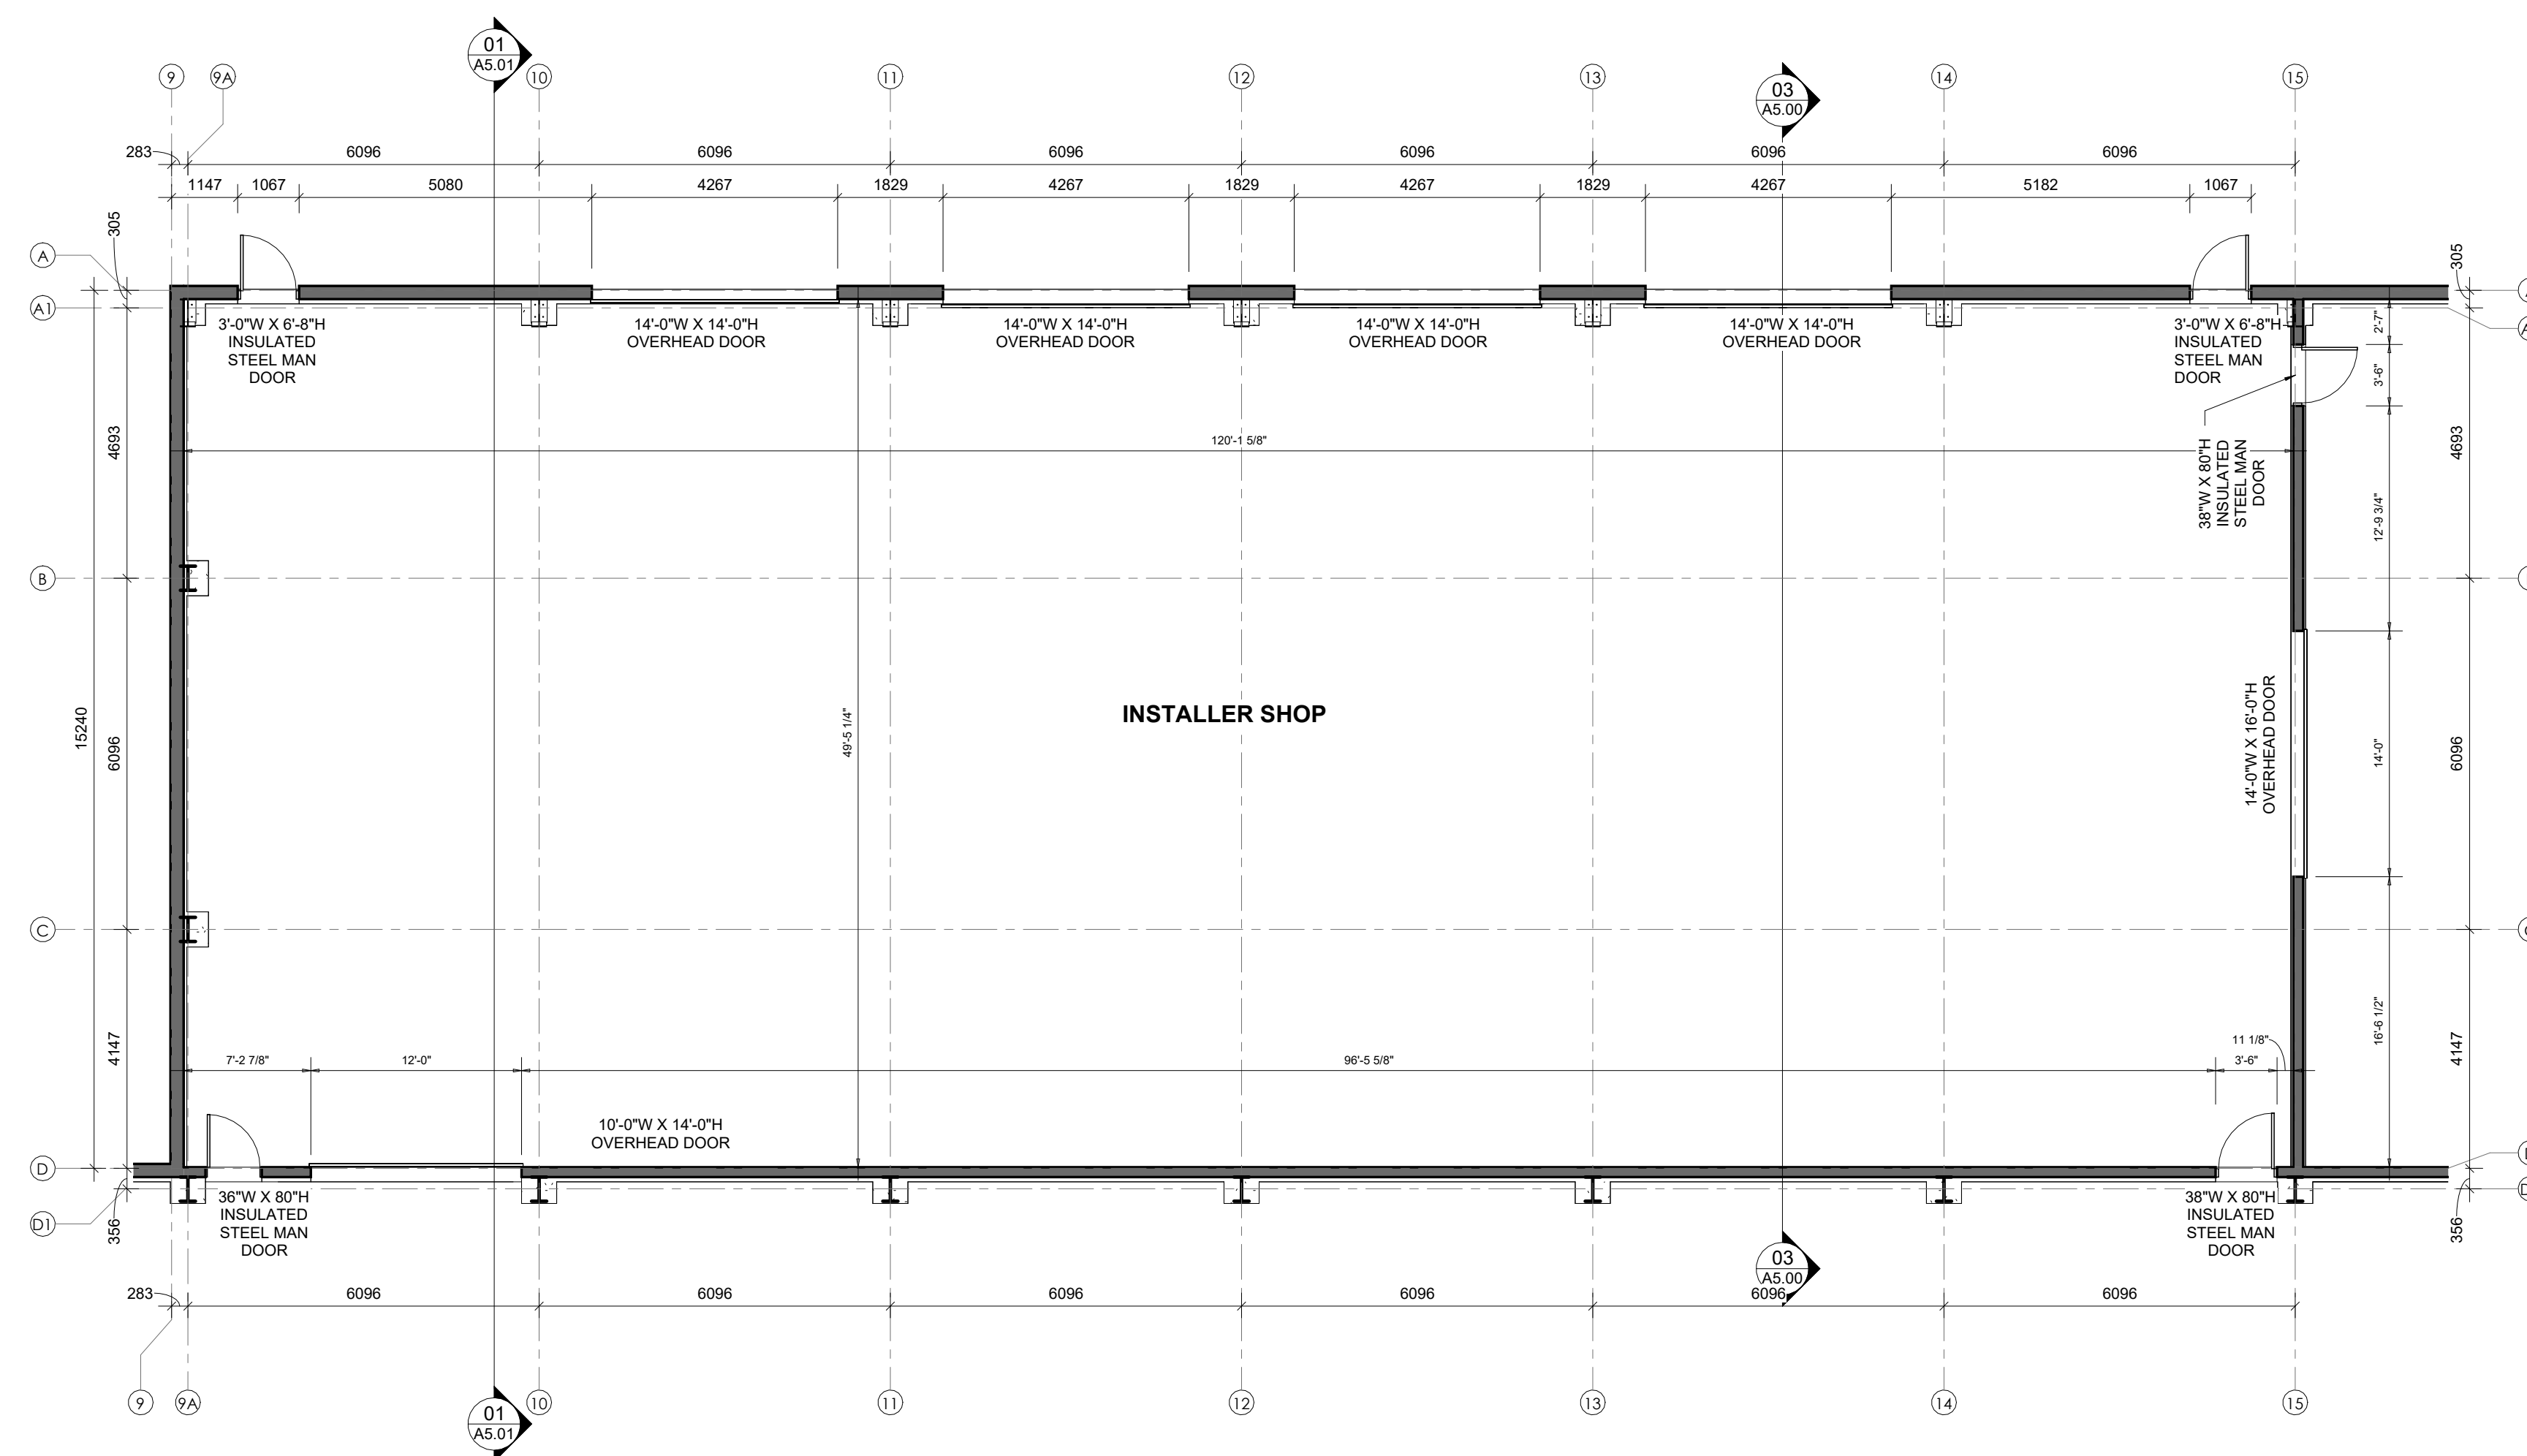 01
A5.01
03
A5.00
9
9A
10
11
12
13
14
15
283
6096
6096
6096
6096
6096
6096
1147
1067
5080
4267
1829
4267
1829
4267
1829
4267
5182
1067
305
305
A
A1
3'-0"W X 6'-8"H
INSULATED
STEEL MAN
DOOR
14'-0"W X 14'-0"H
OVERHEAD DOOR
14'-0"W X 14'-0"H
OVERHEAD DOOR
14'-0"W X 14'-0"H
OVERHEAD DOOR
14'-0"W X 14'-0"H
OVERHEAD DOOR
3'-0"W X 6'-8"H
INSULATED
STEEL MAN
DOOR
2'-7"
3'-6"
4693
120'-1 5/8"
38"W X 80"H
INSULATED
STEEL MAN
DOOR
12'-9 3/4"
4693
B
15240
6096
49'-5 1/4"
INSTALLER SHOP
14'-0"W X 16'-0"H
OVERHEAD DOOR
14'-0"
6096
C
4147
7'-2 7/8"
12'-0"
96'-5 5/8"
3'-6"
11 1/8"
16'-6 1/2"
4147
10'-0"W X 14'-0"H
OVERHEAD DOOR
D
D1
356
36"W X 80"H
INSULATED
STEEL MAN
DOOR
38"W X 80"H
INSULATED
STEEL MAN
DOOR
356
03
A5.00
283
6096
6096
6096
6096
6096
6096
9
9A
01
A5.01
10
11
12
13
14
15